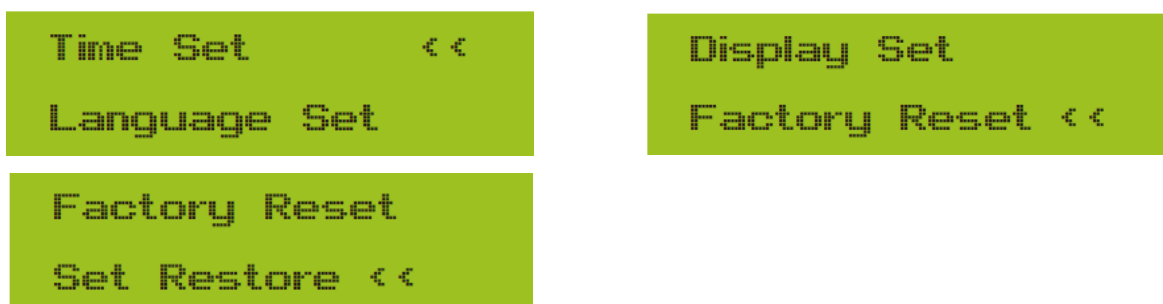 Time Set <<
Language Set
Display Set
Factory Reset <<
Factory Reset
Set Restore <<